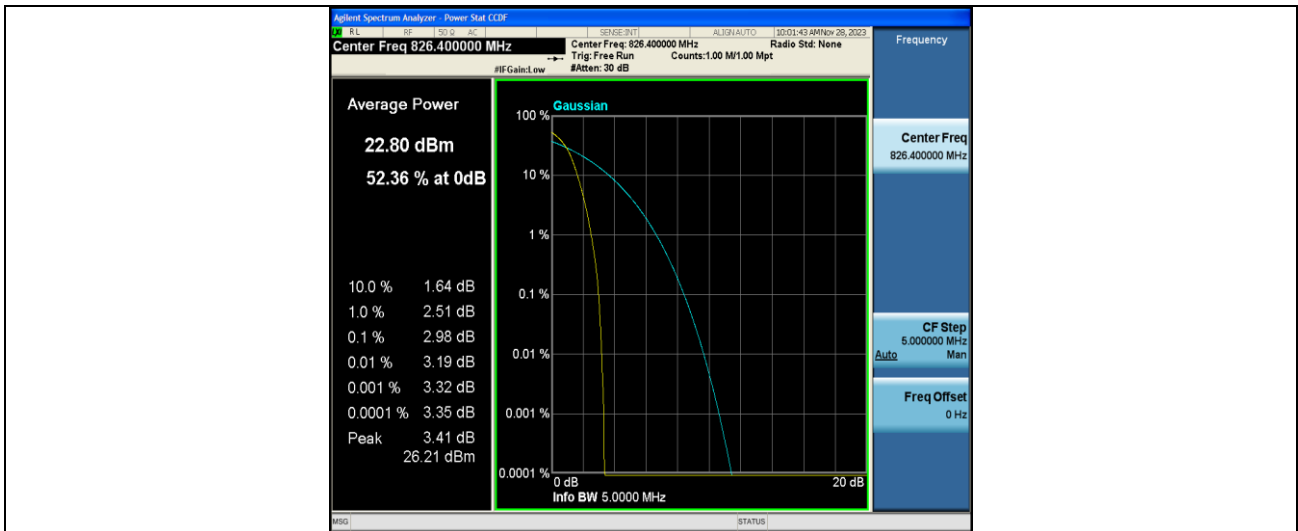 Agilent Spectrum Analyzer - Power Stat CCDF
RL RF 50 Ω AC SENSE:INT ALIGN AUTO 10:01:43 AM Nov 28, 2023
Center Freq 826.400000 MHz
Center Freq: 826.400000 MHz Radio Std: None
Trig: Free Run Counts:1.00 M/1.00 Mpt
#IFGain:Low #Atten: 30 dB
Frequency
Average Power
22.80 dBm
52.36 % at 0dB
10.0 % 1.64 dB
1.0 % 2.51 dB
0.1 % 2.98 dB
0.01 % 3.19 dB
0.001 % 3.32 dB
0.0001 % 3.35 dB
Peak 3.41 dB
26.21 dBm
Gaussian
100 %
10 %
1 %
0.1 %
0.01 %
0.001 %
0.0001 %
0 dB 20 dB
Info BW 5.0000 MHz
Center Freq
826.400000 MHz
CF Step
5.000000 MHz
Auto Man
Freq Offset
0 Hz
MSG STATUS